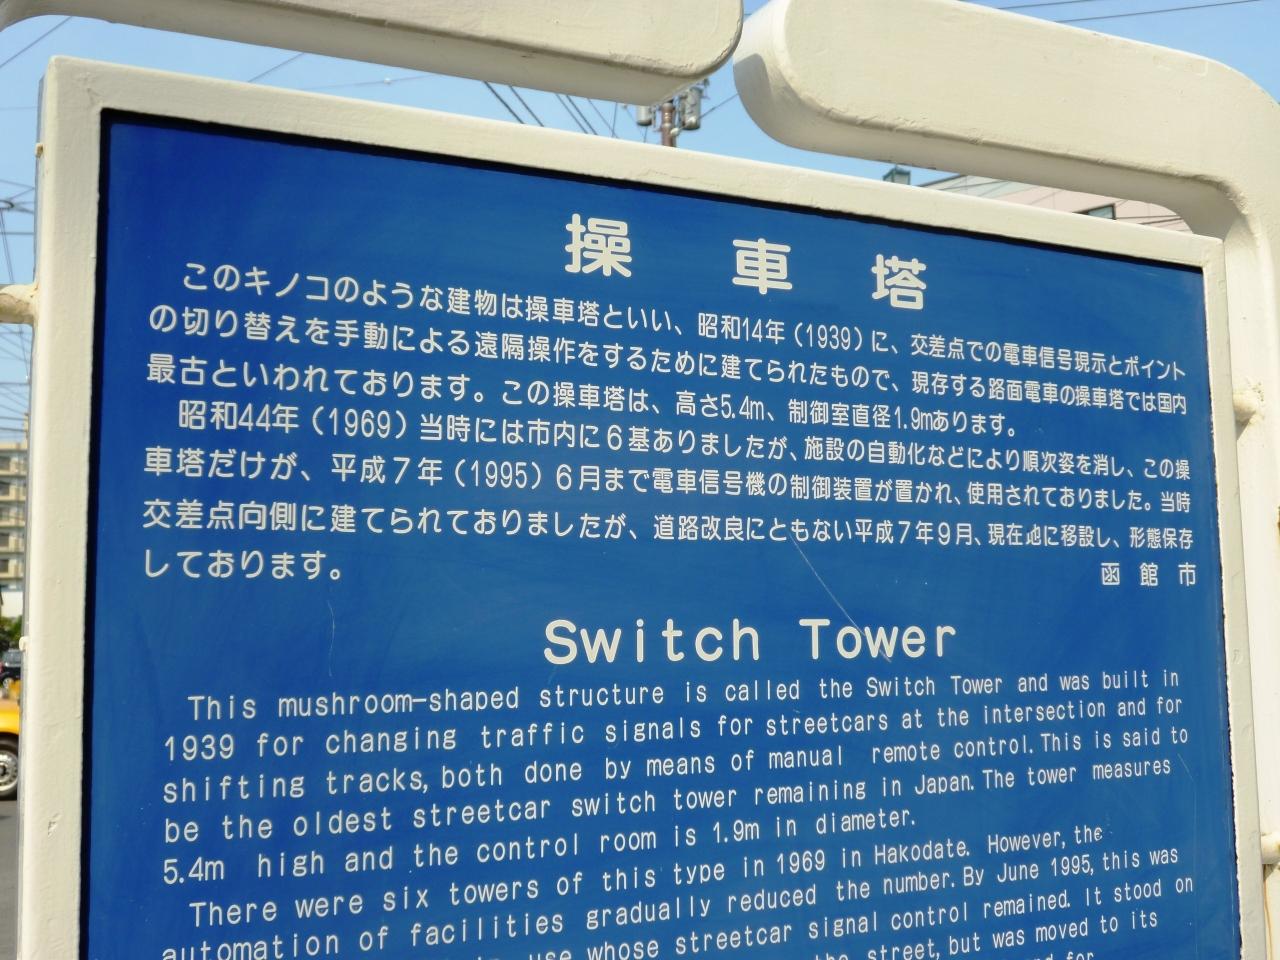 操車塔
このキノコのような建物は操車塔といい、昭和14年（1939）に、交差点での電車信号現示とポイント
の切り替えを手動による遠隔操作をするために建てられたもので、現存する路面電車の操車塔では国内
最古といわれております。この操車塔は、高さ5.4m、制御室直径1.9mあります。
昭和44年（1969）当時には市内に６基ありましたが、施設の自動化などにより順次姿を消し、この操
車塔だけが、平成７年（1995）６月まで電車信号機の制御装置が置かれ、使用されておりました。当時
交差点向側に建てられておりましたが、道路改良にともない平成７年９月、現在地に移設し、形態保存
しております。
函館市
Switch Tower
This mushroom-shaped structure is called the Switch Tower and was built in
1939 for changing traffic signals for streetcars at the intersection and for
shifting tracks, both done by means of manual remote control. This is said to
be the oldest streetcar switch tower remaining in Japan. The tower measures
5.4m high and the control room is 1.9m in diameter.
There were six towers of this type in 1969 in Hakodate. However, the
automation of facilities gradually reduced the number. By June 1995, this was
in use whose streetcar signal control remained. It stood on
the street, but was moved to its
and for